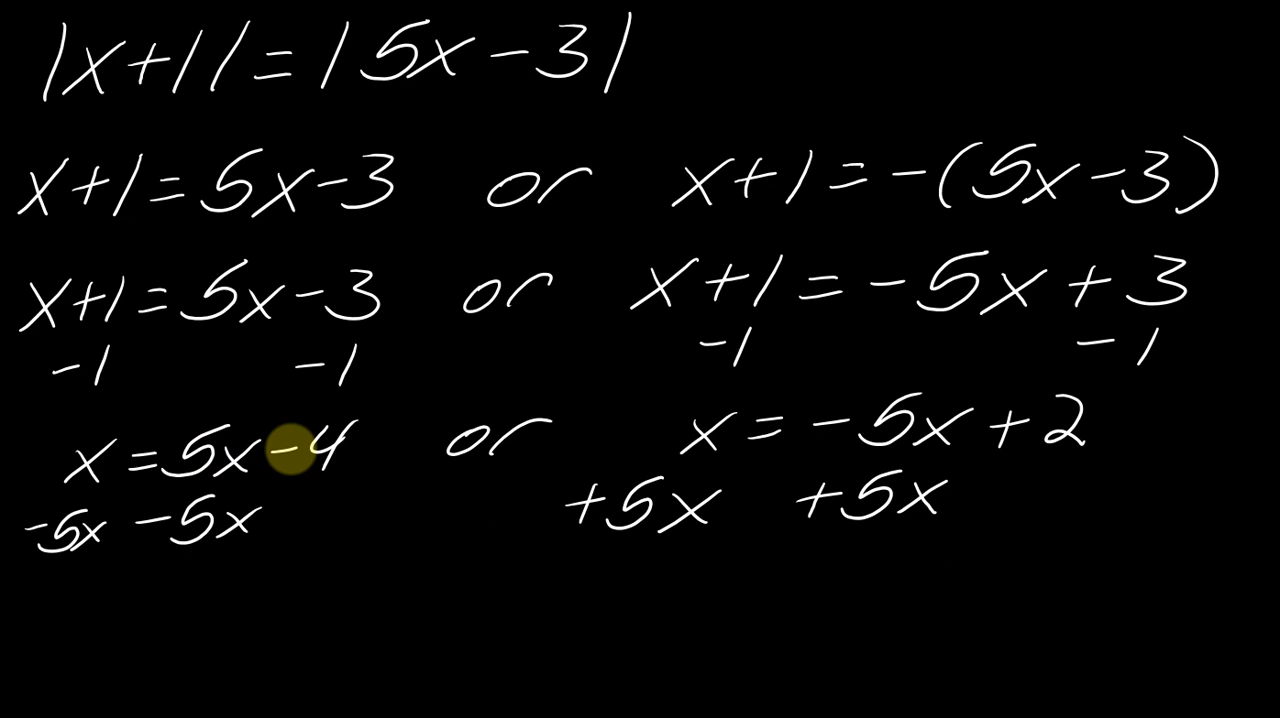 |x+1|=|5x-3|
x+1=5x-3 or x+1=-(5x-3)
x+1=5x-3 or x+1=-5x+3
-1 -1 -1 -1
x=5x-4 or x=-5x+2
-5x -5x +5x +5x